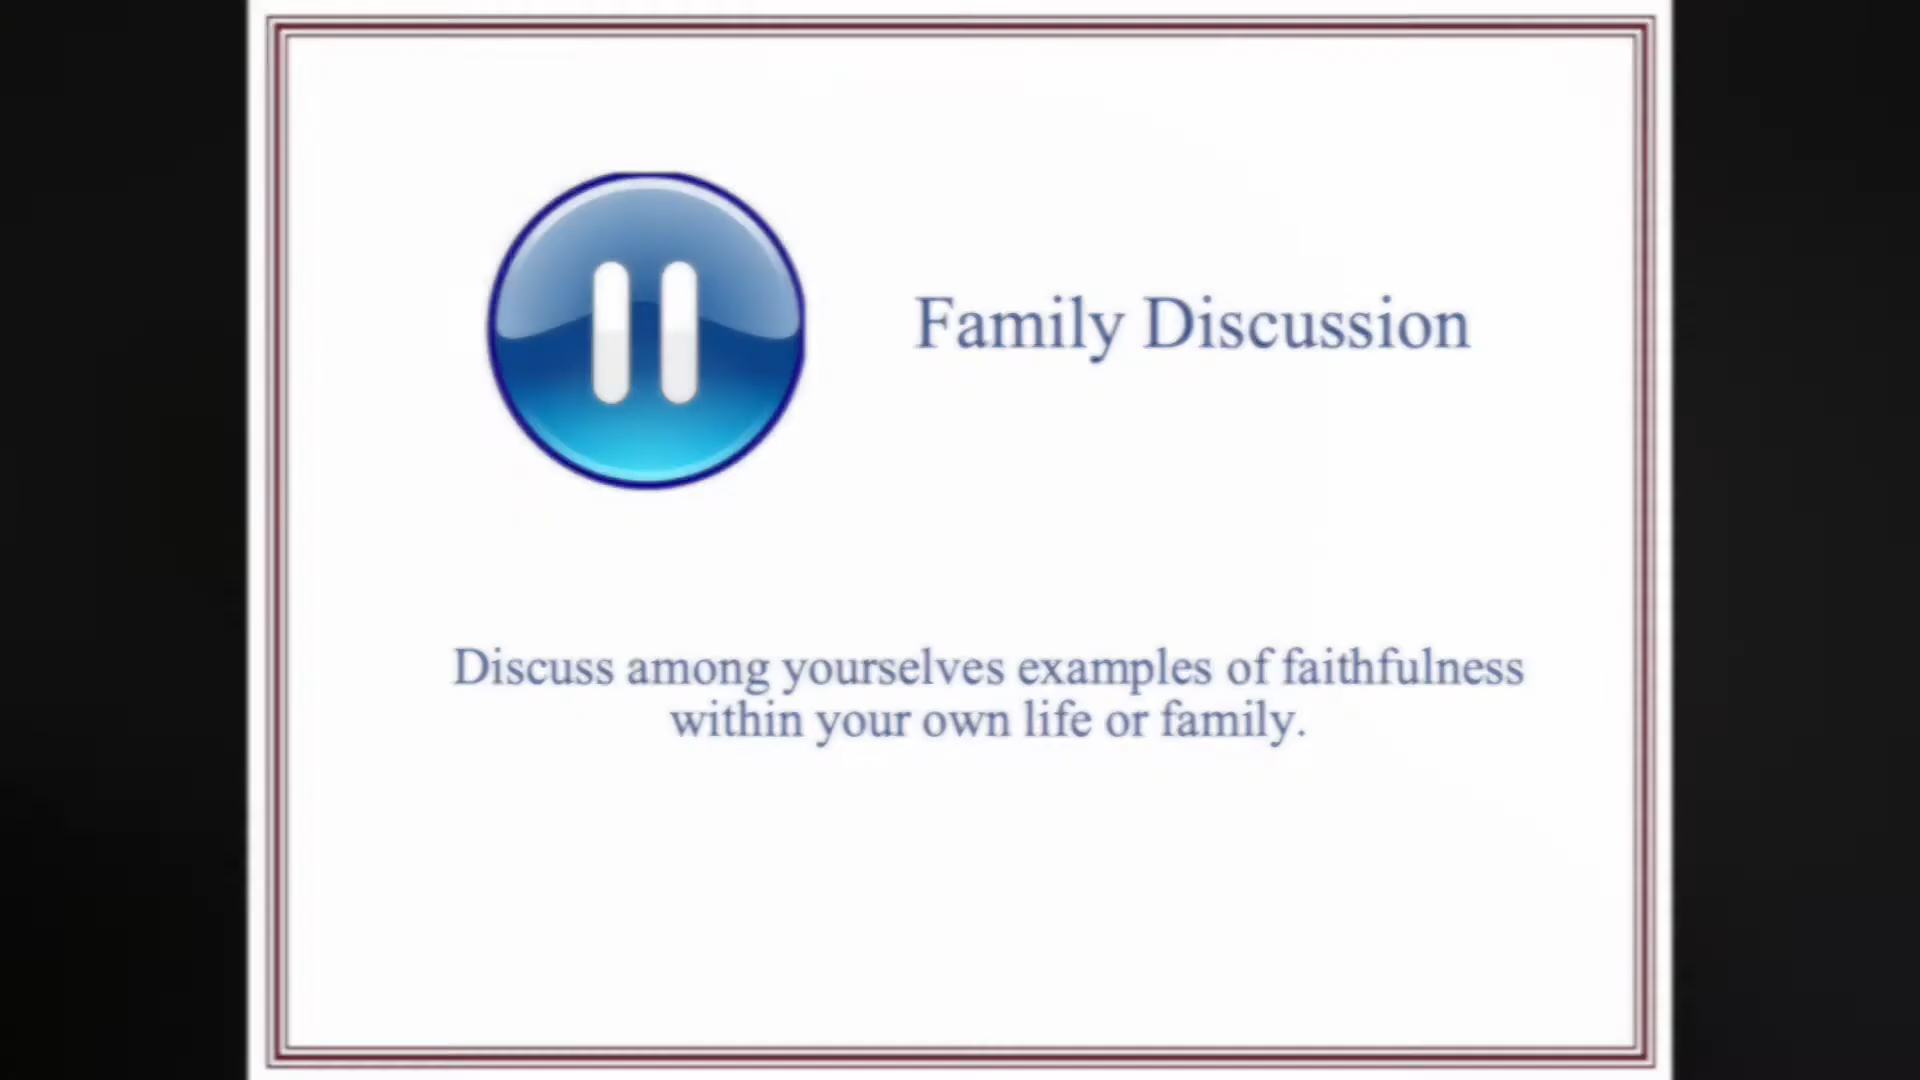 Family Discussion
Discuss among yourselves examples of faithfulness
within your own life or family.